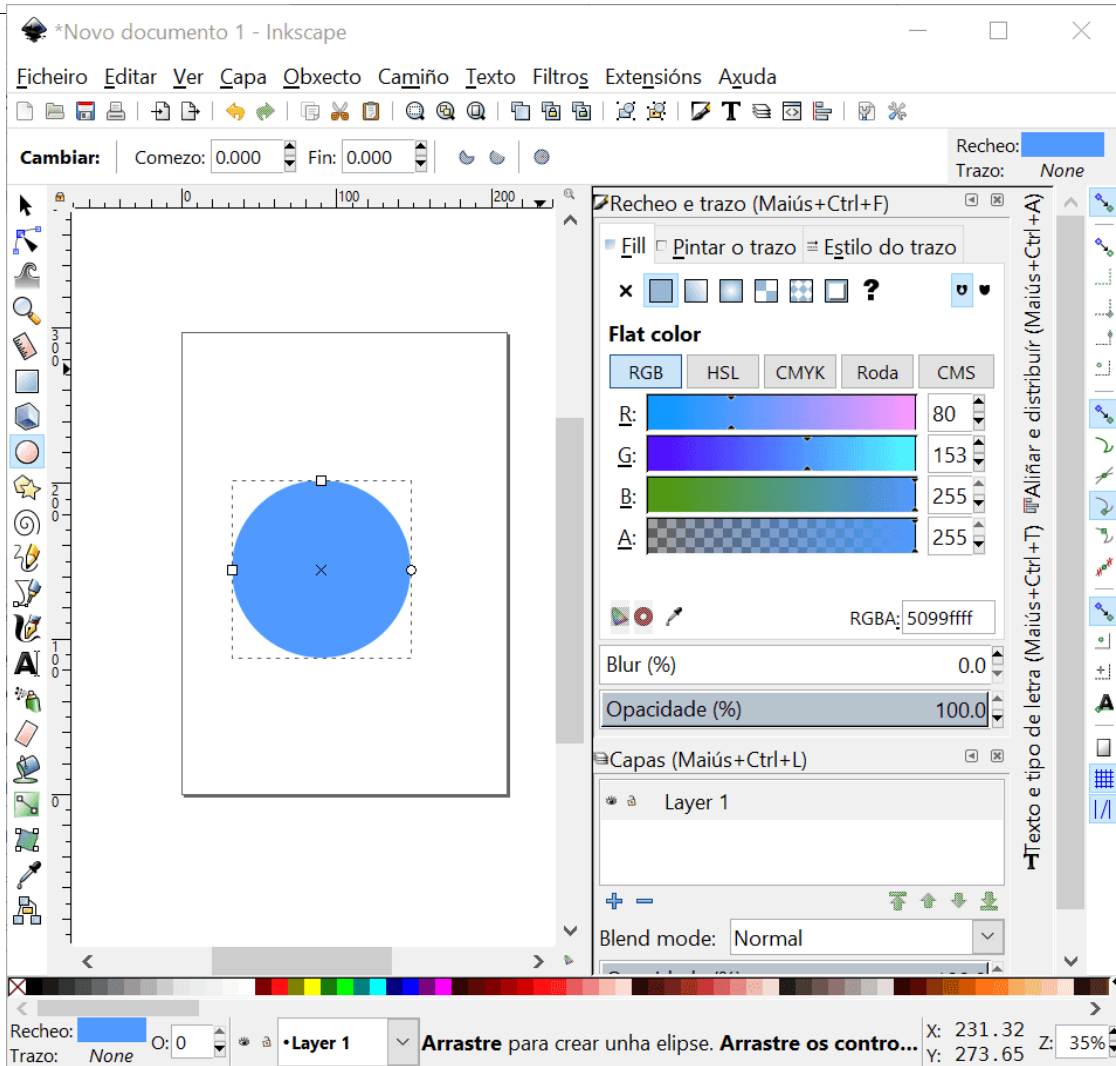 *Novo documento 1 - Inkscape
Ficheiro Editar Ver Capa Obxecto Camiño Texto Filtros Extensións Axuda
Cambiar: Comezo: 0.000 Fin: 0.000
Recheo:
Trazo: None
0 100 200
300
200
100
0
Recheo e trazo (Maiús+Ctrl+F)
Fill Pintar o trazo Estilo do trazo
Flat color
RGB HSL CMYK Roda CMS
R: 80
G: 153
B: 255
A: 255
RGBA: 5099ffff
Blur (%) 0.0
Opacidade (%) 100.0
Capas (Maiús+Ctrl+L)
Layer 1
Blend mode: Normal
Aliñar e distribuír (Maiús+Ctrl+A)
Texto e tipo de letra (Maiús+Ctrl+T)
Recheo:
Trazo: None
O: 0
Layer 1
Arrastre para crear unha elipse. Arrastre os contro...
X: 231.32
Y: 273.65
Z: 35%